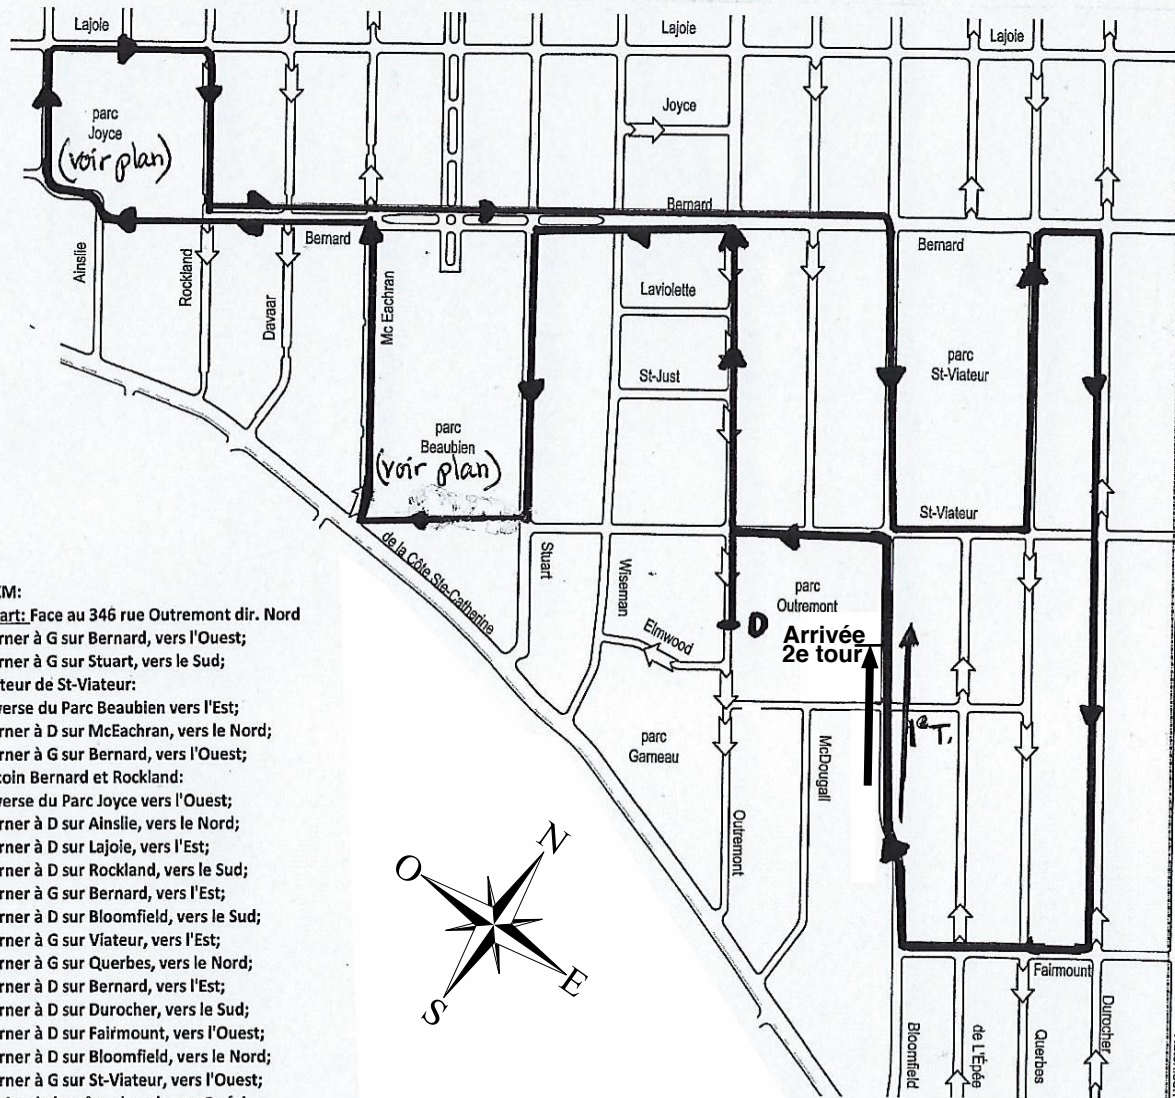 Lajoie
Lajoie
Lajoie
parc
Joyce
(voir plan)
Joyce
Bernard
Bernard
Bernard
Ainslie
Rockland
Davaar
Mc Eachran
Laviolette
St-Just
parc
St-Viateur
parc
Beaubien
(voir plan)
St-Viateur
de la Côte Ste-Catherine
Stuart
Wiseman
Elmwood
D
parc
Outremont
Arrivée
2e tour
1e T.
parc
Garneau
McDougall
Outremont
Fairmount
Bloomfield
de L'Épée
Querbes
Durocher
O
N
S
E
KM:
art: Face au 346 rue Outremont dir. Nord
rner à G sur Bernard, vers l'Ouest;
rner à G sur Stuart, vers le Sud;
teur de St-Viateur:
verse du Parc Beaubien vers l'Est;
rner à D sur McEachran, vers le Nord;
rner à G sur Bernard, vers l'Ouest;
coin Bernard et Rockland:
verse du Parc Joyce vers l'Ouest;
rner à D sur Ainslie, vers le Nord;
rner à D sur Lajoie, vers l'Est;
rner à D sur Rockland, vers le Sud;
rner à G sur Bernard, vers l'Est;
rner à D sur Bloomfield, vers le Sud;
rner à G sur Viateur, vers l'Est;
rner à G sur Querbes, vers le Nord;
rner à D sur Bernard, vers l'Est;
rner à D sur Durocher, vers le Sud;
rner à D sur Fairmount, vers l'Ouest;
rner à D sur Bloomfield, vers le Nord;
rner à G sur St-Viateur, vers l'Ouest;